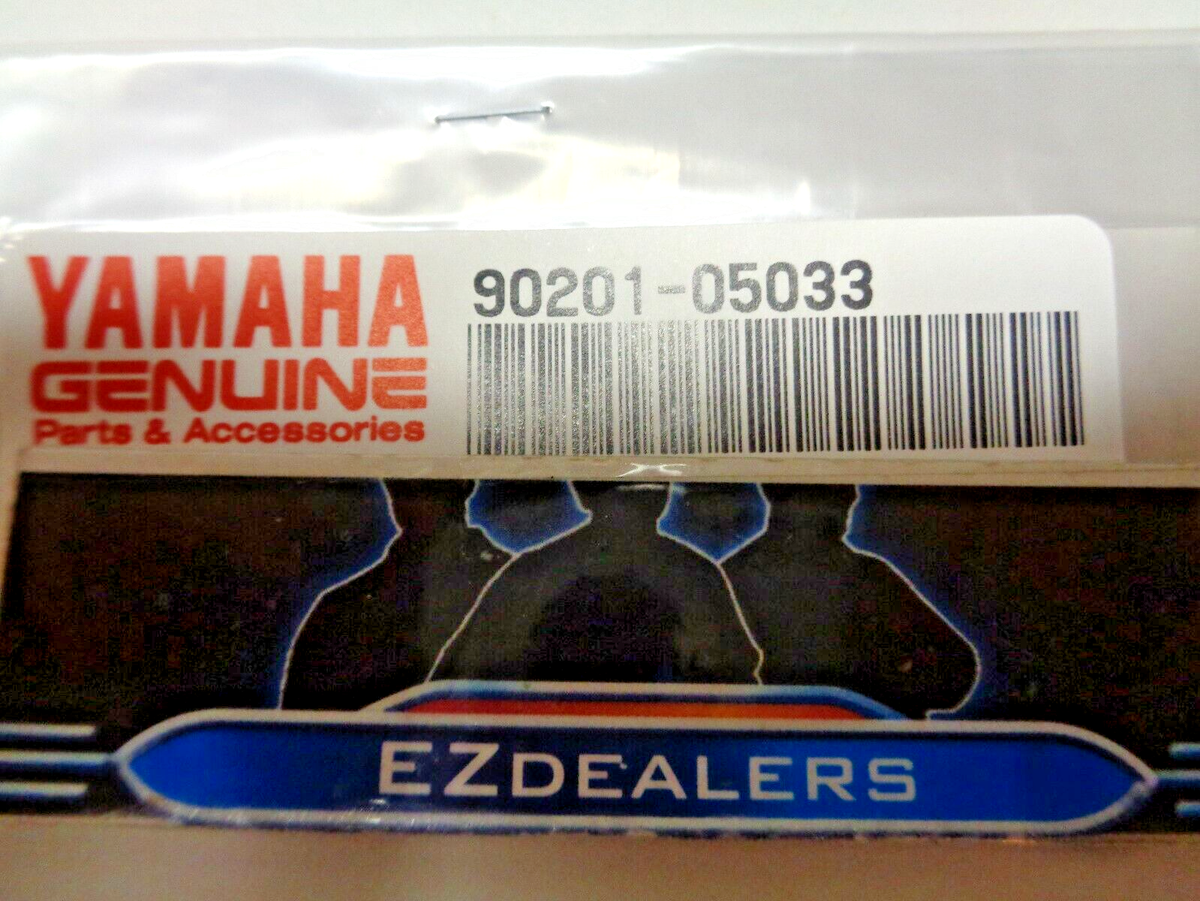 YAMAHA
GENUINE
Parts & Accessories
90201-05033
EZDEALERS